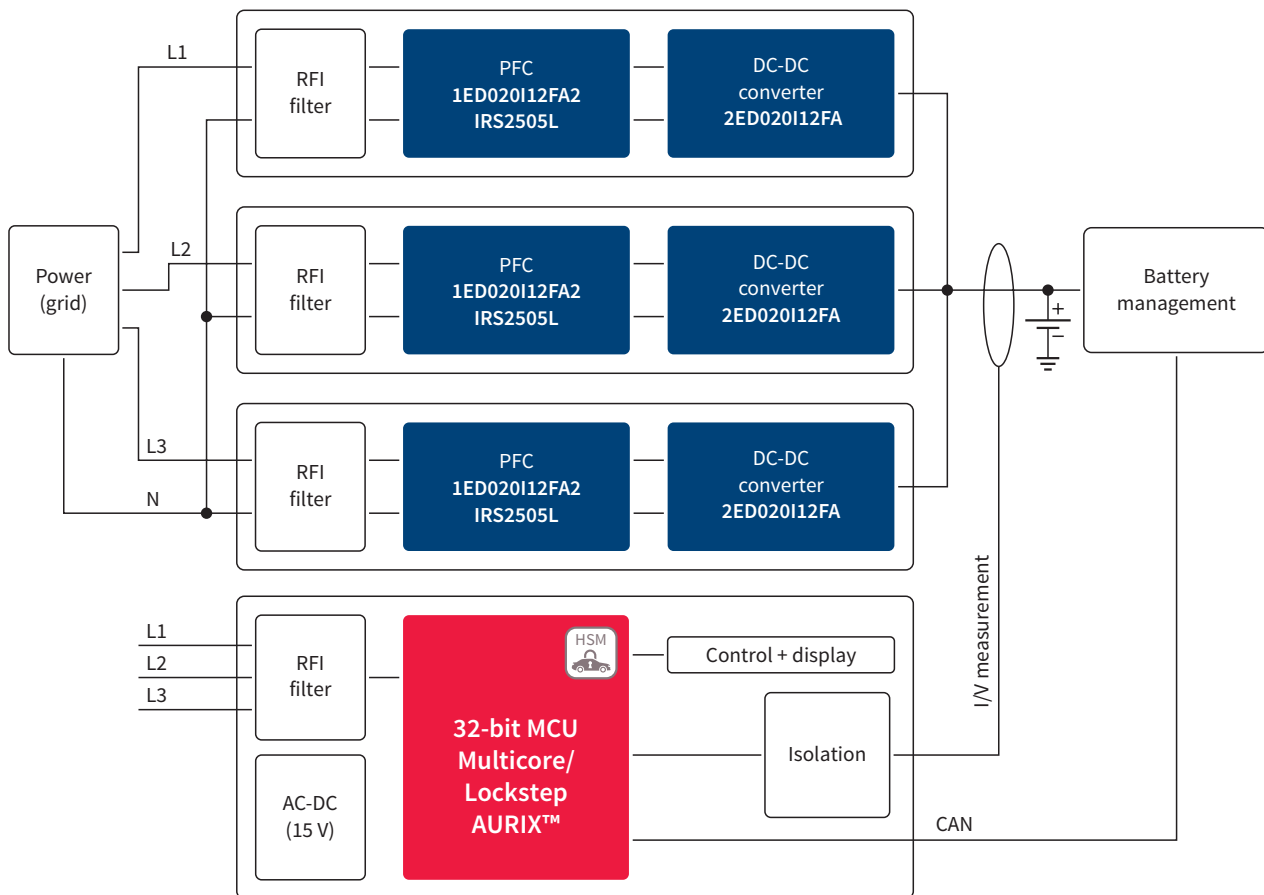 L1
RFI
filter
PFC
1ED020I12FA2
IRS2505L
DC-DC
converter
2ED020I12FA
Power
(grid)
L2
RFI
filter
PFC
1ED020I12FA2
IRS2505L
DC-DC
converter
2ED020I12FA
+
−
Battery
management
L3
N
RFI
filter
PFC
1ED020I12FA2
IRS2505L
DC-DC
converter
2ED020I12FA
I/V measurement
L1
L2
L3
RFI
filter
AC-DC
(15 V)
HSM
32-bit MCU
Multicore/
Lockstep
AURIX™
Control + display
Isolation
CAN